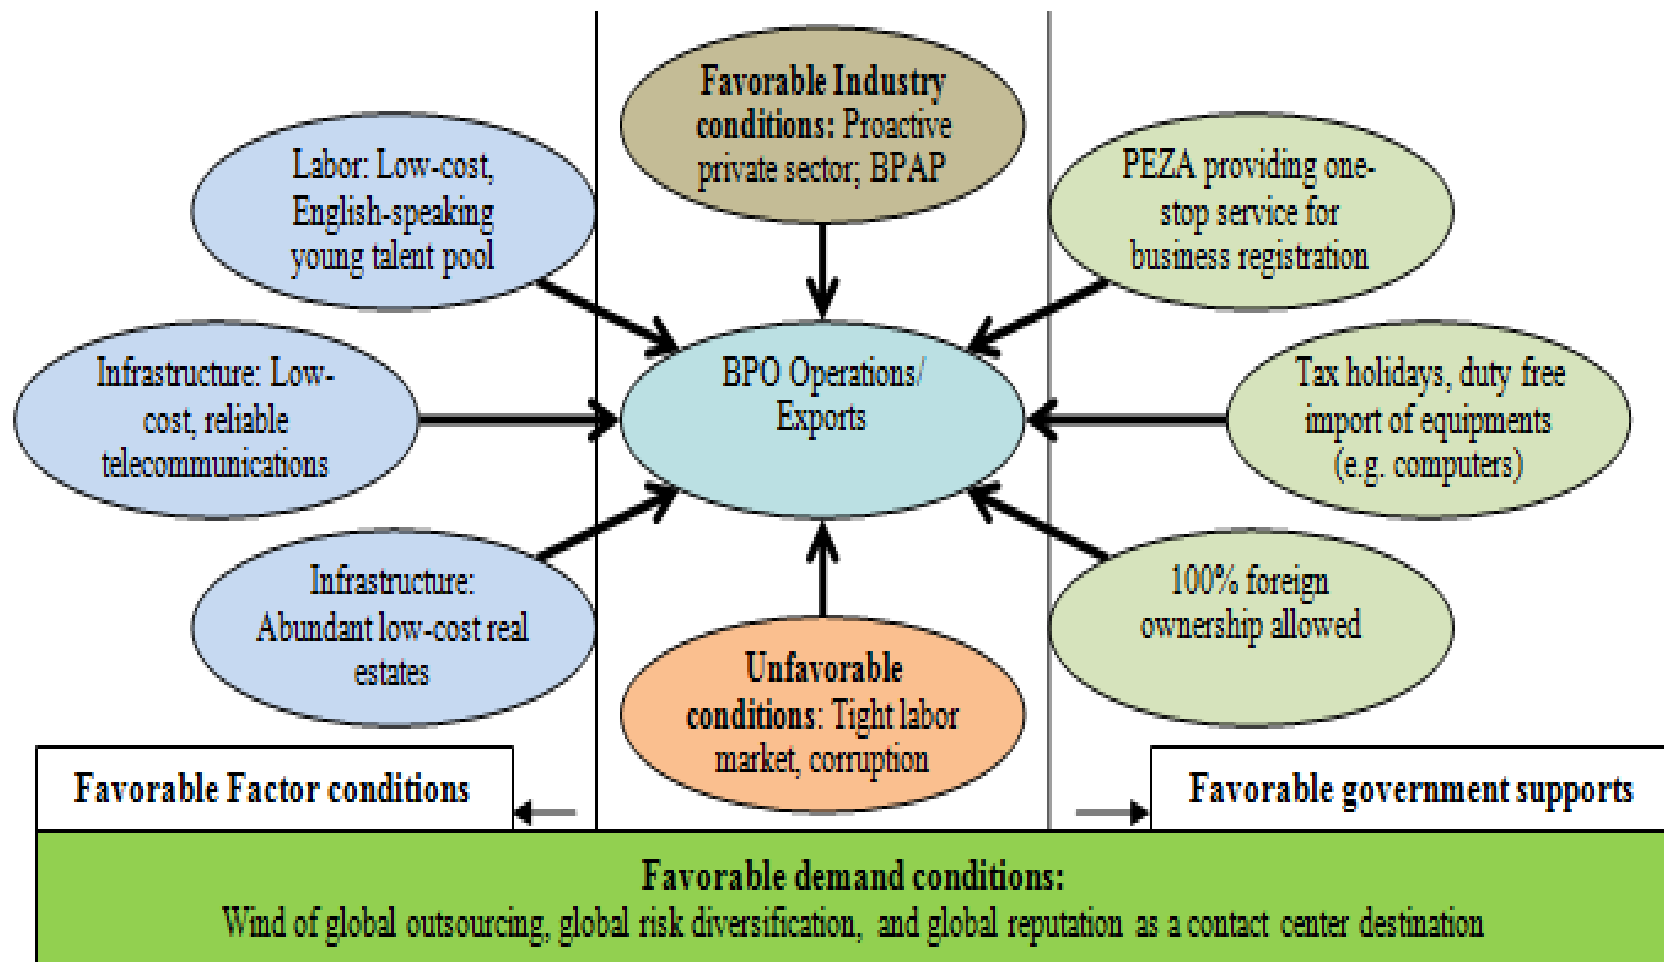 Favorable Industry
conditions: Proactive
private sector; BPAP
Labor: Low-cost,
English-speaking
young talent pool
PEZA providing one-
stop service for
business registration
Infrastructure: Low-
cost, reliable
telecommunications
BPO Operations/
Exports
Tax holidays, duty free
import of equipments
(e.g. computers)
Infrastructure:
Abundant low-cost real
estates
100% foreign
ownership allowed
Unfavorable
conditions: Tight labor
market, corruption
Favorable Factor conditions
Favorable government supports
Favorable demand conditions:
Wind of global outsourcing, global risk diversification, and global reputation as a contact center destination